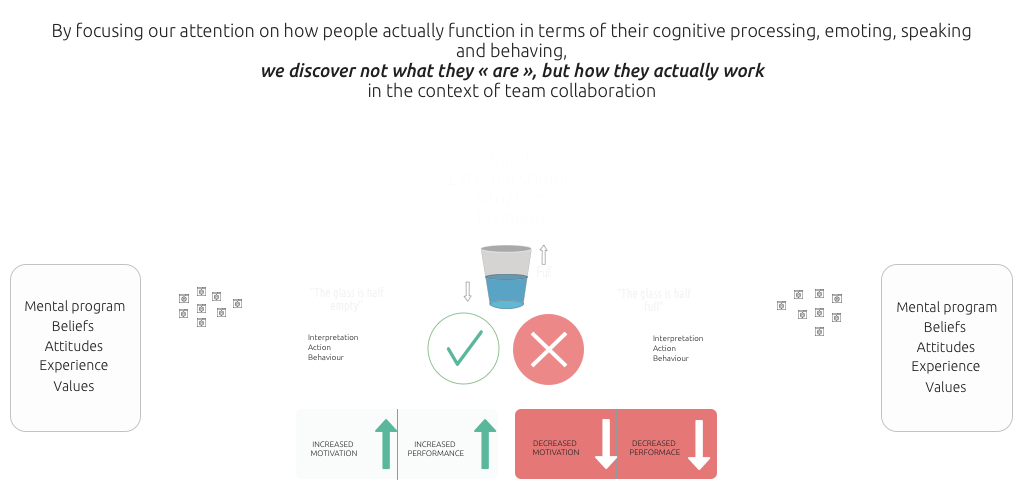 By focusing our attention on how people actually function in terms of their cognitive processing, emoting, speaking
and behaving,
we discover not what they « are », but how they actually work
in the context of team collaboration
Full
"The glass is half
empty"
"The glass is half
full"
Mental program
Beliefs
Attitudes
Experience
Values
Interpretation
Action
Behaviour
Interpretation
Action
Behaviour
Mental program
Beliefs
Attitudes
Experience
Values
INCREASED
MOTIVATION
INCREASED
PERFORMANCE
DECREASED
MOTIVATION
DECREASED
PERFORMACE